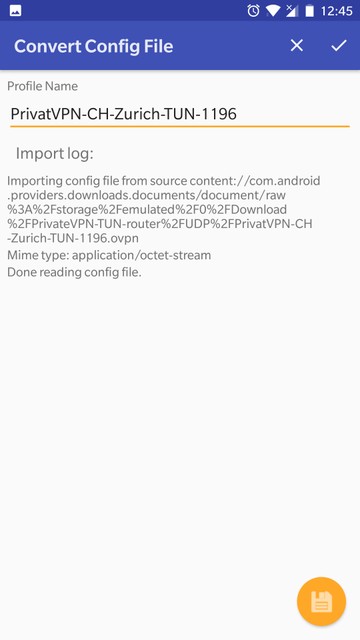 12:45
Convert Config File
Profile Name
PrivatVPN-CH-Zurich-TUN-1196
Import log:
Importing config file from source content://com.android
.providers.downloads.documents/document/raw
%3A%2Fstorage%2Femulated%2F0%2FDownload
%2FPrivateVPN-TUN-router%2FUDP%2FPrivatVPN-CH
-Zurich-TUN-1196.ovpn
Mime type: application/octet-stream
Done reading config file.